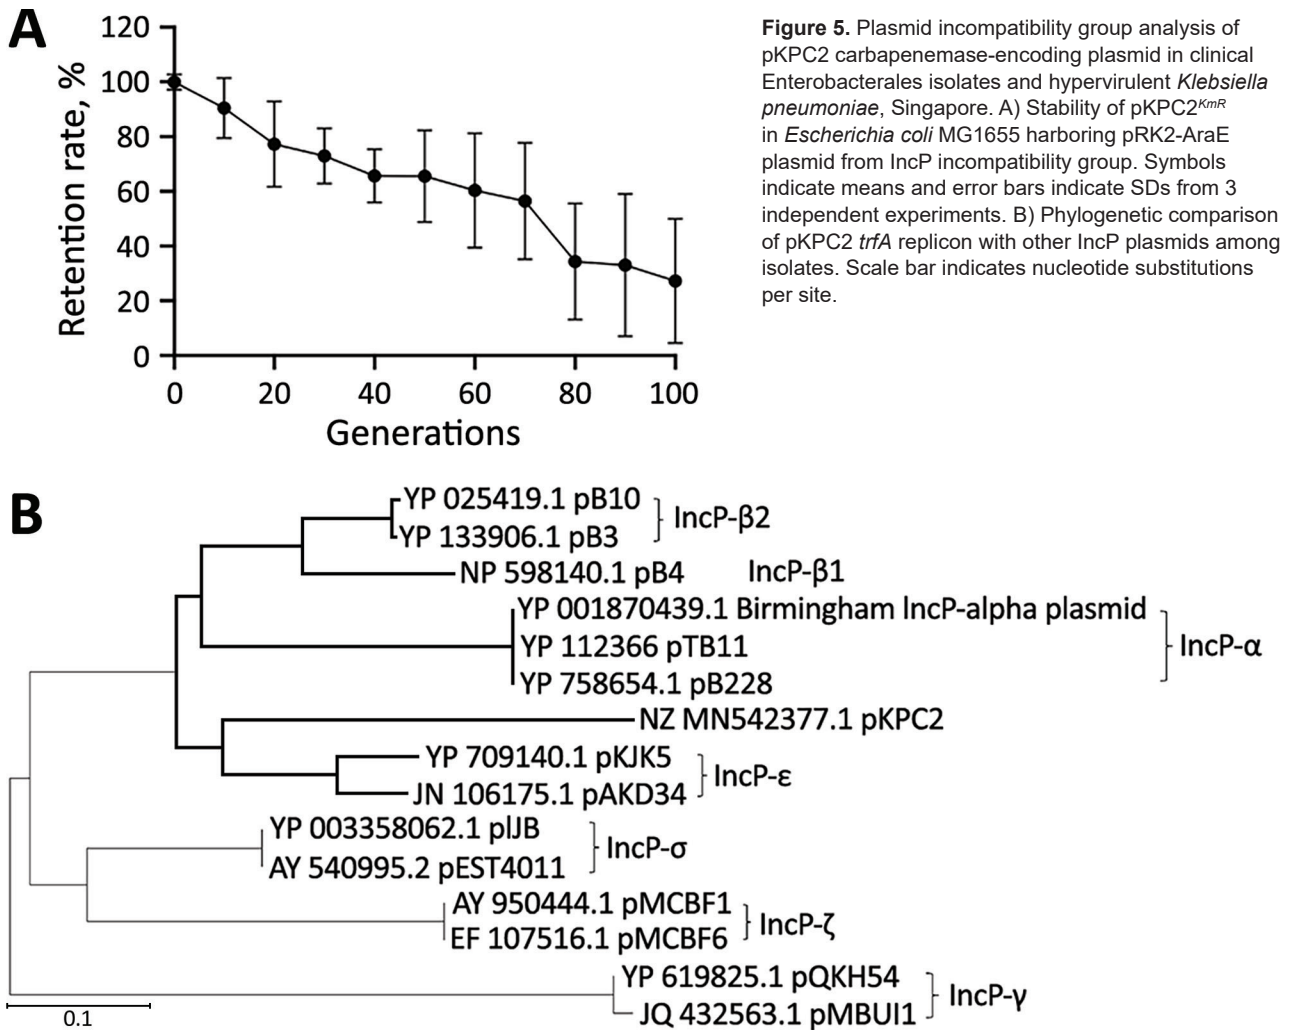 A
120
100
80
60
40
20
0
Retention rate, %
0 20 40 60 80 100
Generations
Figure 5. Plasmid incompatibility group analysis of
pKPC2 carbapenemase-encoding plasmid in clinical
Enterobacterales isolates and hypervirulent Klebsiella
pneumoniae, Singapore. A) Stability of pKPC2KmR
in Escherichia coli MG1655 harboring pRK2-AraE
plasmid from IncP incompatibility group. Symbols
indicate means and error bars indicate SDs from 3
independent experiments. B) Phylogenetic comparison
of pKPC2 trfA replicon with other IncP plasmids among
isolates. Scale bar indicates nucleotide substitutions
per site.
B
YP 025419.1 pB10
YP 133906.1 pB3
IncP-β2
NP 598140.1 pB4 IncP-β1
YP 001870439.1 Birmingham IncP-alpha plasmid
YP 112366 pTB11
YP 758654.1 pB228
IncP-α
NZ MN542377.1 pKPC2
YP 709140.1 pKJK5
JN 106175.1 pAKD34
IncP-ε
YP 003358062.1 pIJB
AY 540995.2 pEST4011
IncP-σ
AY 950444.1 pMCBF1
EF 107516.1 pMCBF6
IncP-ζ
YP 619825.1 pQKH54
JQ 432563.1 pMBUI1
IncP-γ
0.1